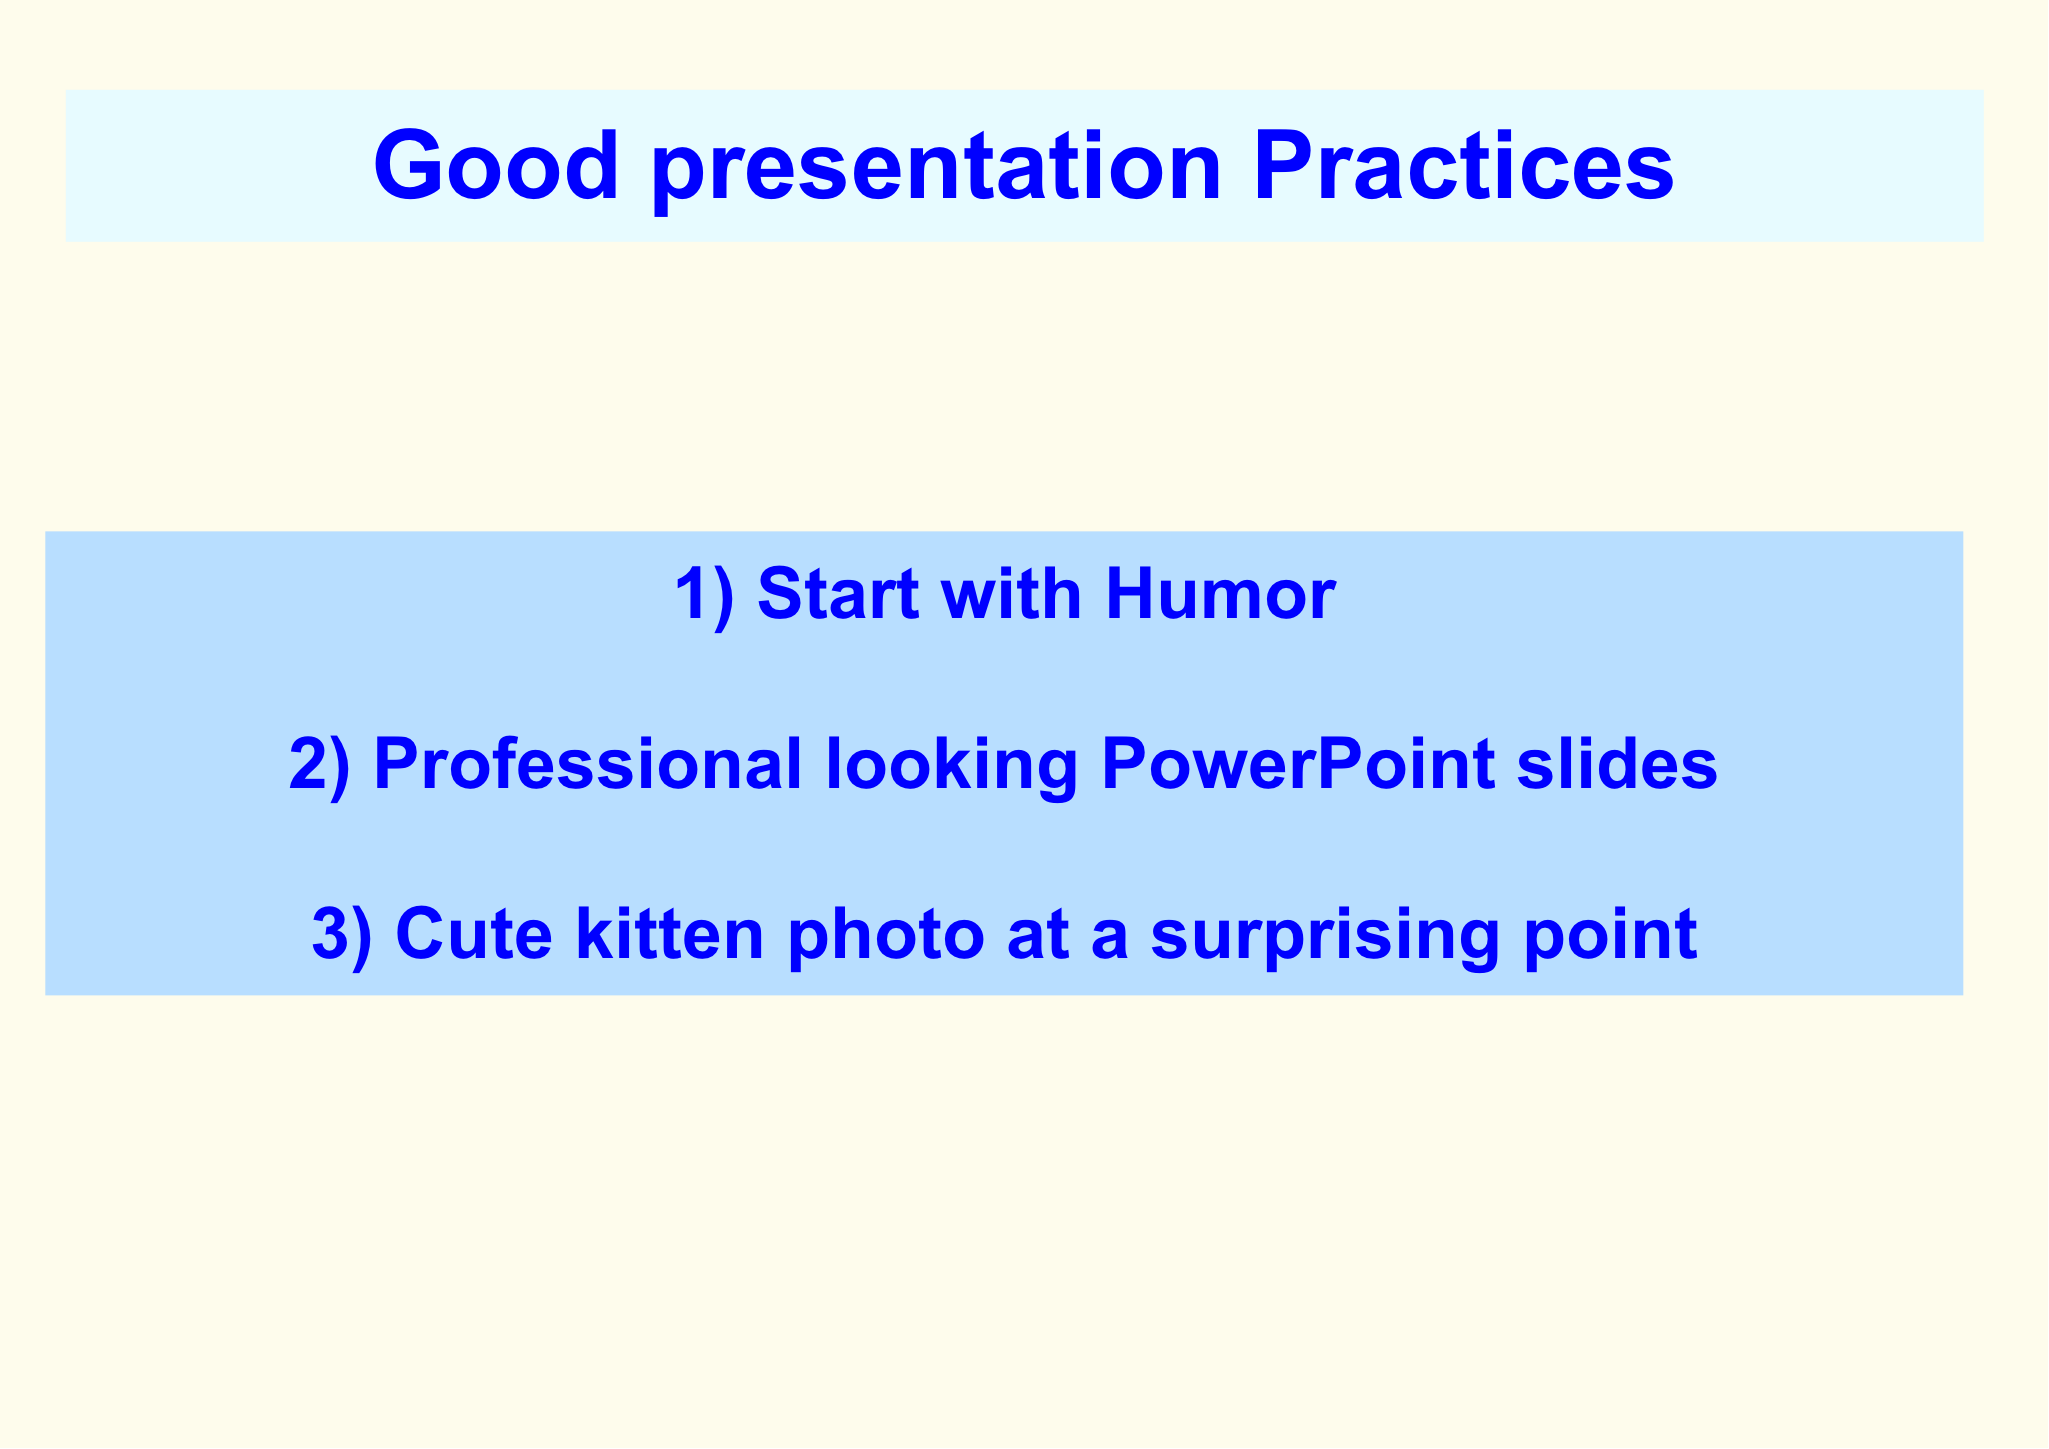 Good presentation Practices
1) Start with Humor
2) Professional looking PowerPoint slides
3) Cute kitten photo at a surprising point